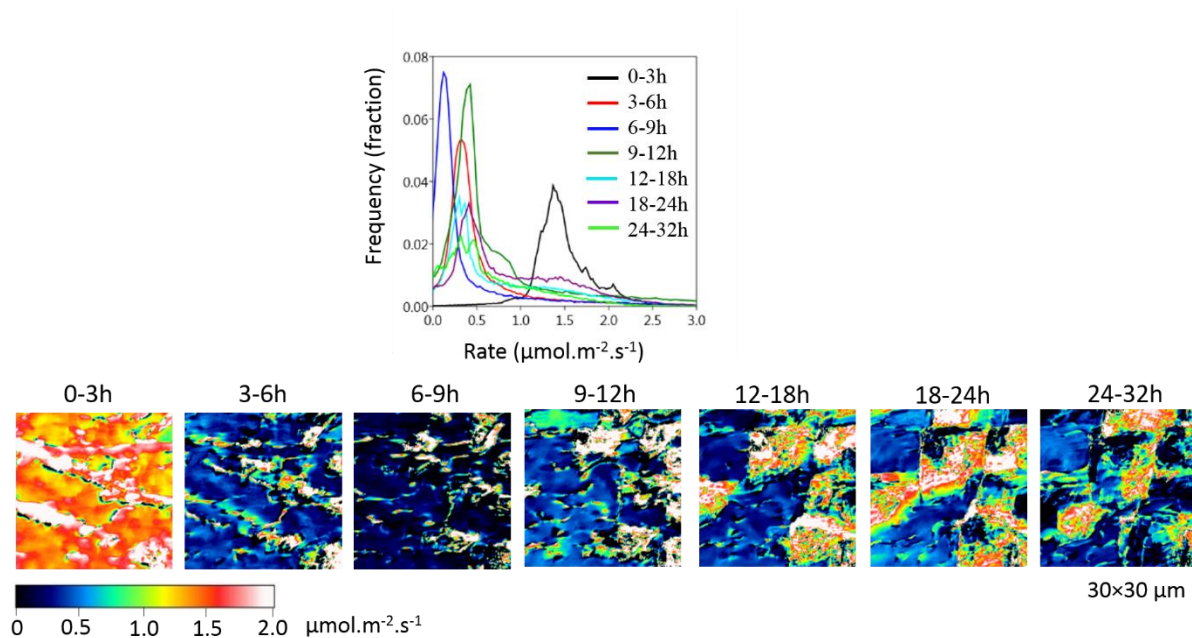 0.08
0.06
0.04
0.02
0.00
Frequency (fraction)
0-3h
3-6h
6-9h
9-12h
12-18h
18-24h
24-32h
0.0 0.5 1.0 1.5 2.0 2.5 3.0
Rate (µmol.m⁻².s⁻¹)
0-3h 3-6h 6-9h 9-12h 12-18h 18-24h 24-32h
0 0.5 1.0 1.5 2.0 µmol.m⁻².s⁻¹
30×30 µm